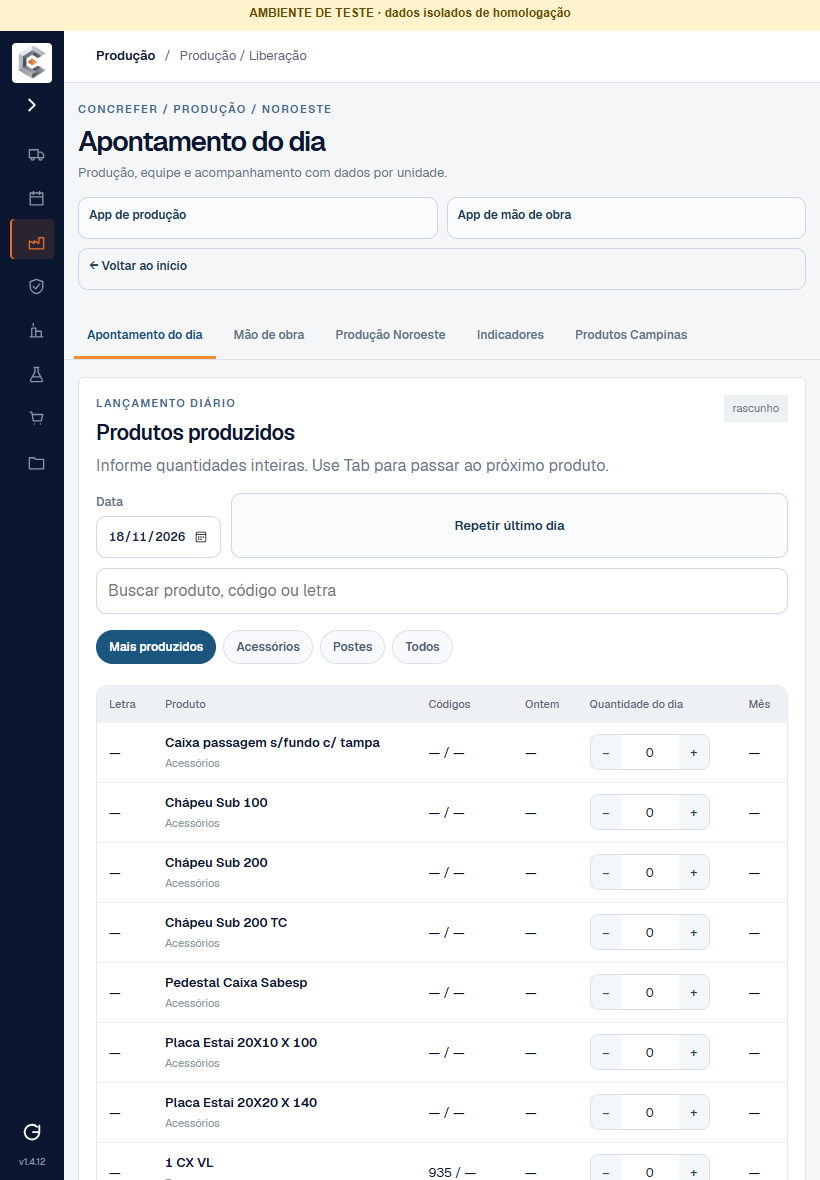 AMBIENTE DE TESTE · dados isolados de homologação
Produção / Produção / Liberação
CONCREFER / PRODUÇÃO / NOROESTE
Apontamento do dia
Produção, equipe e acompanhamento com dados por unidade.
App de produção
App de mão de obra
← Voltar ao início
Apontamento do dia
Mão de obra
Produção Noroeste
Indicadores
Produtos Campinas
LANÇAMENTO DIÁRIO
rascunho
Produtos produzidos
Informe quantidades inteiras. Use Tab para passar ao próximo produto.
Data
18/11/2026
Repetir último dia
Buscar produto, código ou letra
Mais produzidos
Acessórios
Postes
Todos
Letra Produto Códigos Ontem Quantidade do dia Mês
— Caixa passagem s/fundo c/ tampa — / — — − 0 + —
Acessórios
— Chápeu Sub 100 — / — — − 0 + —
Acessórios
— Chápeu Sub 200 — / — — − 0 + —
Acessórios
— Chápeu Sub 200 TC — / — — − 0 + —
Acessórios
— Pedestal Caixa Sabesp — / — — − 0 + —
Acessórios
— Placa Estai 20X10 X 100 — / — — − 0 + —
Acessórios
— Placa Estai 20X20 X 140 — / — — − 0 + —
Acessórios
— 1 CX VL 935 / — — − 0 + —
v1.4.12